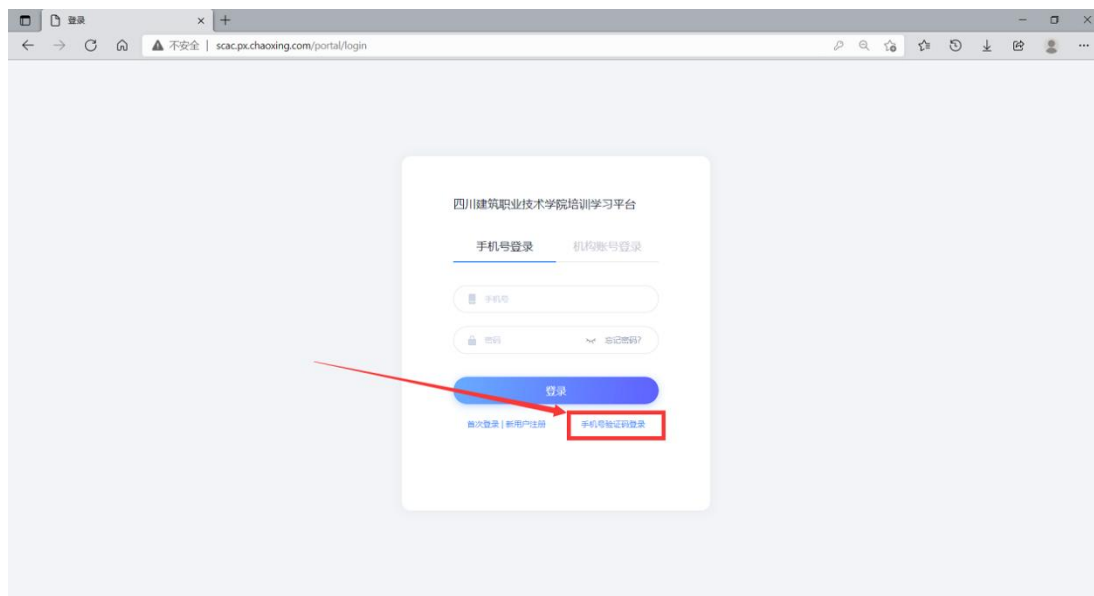 登录
不安全 | scac.px.chaoxing.com/portal/login
四川建筑职业技术学院培训学习平台
手机号登录 机构账号登录
手机号
密码 忘记密码?
登录
首次登录 | 新用户注册 手机号验证码登录